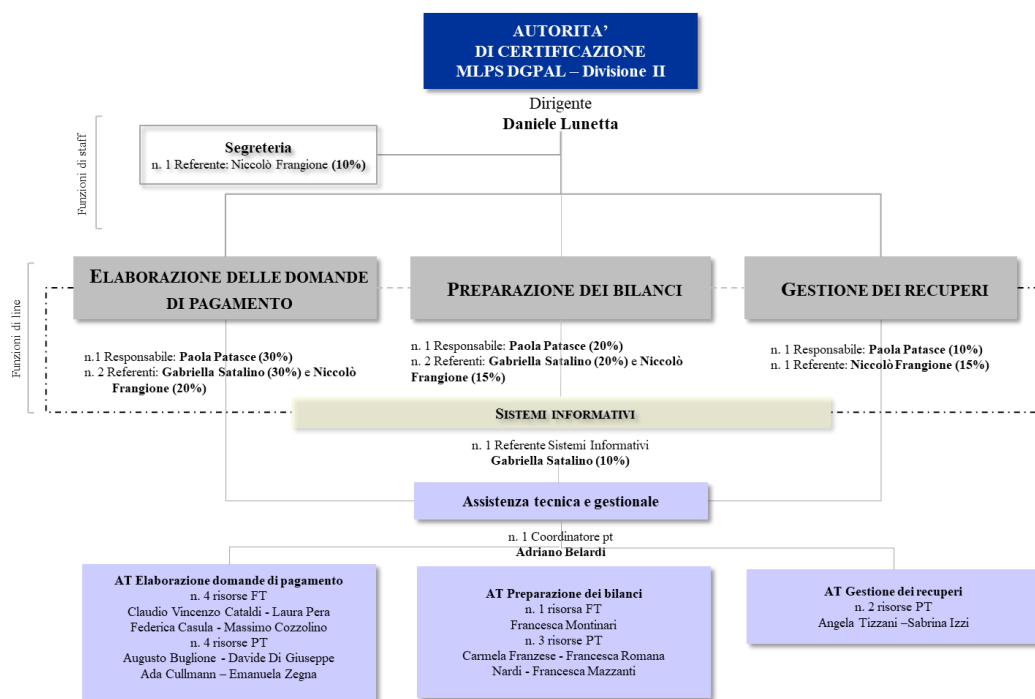 AUTORITA'
DI CERTIFICAZIONE
MLPS DGPAL – Divisione II
Dirigente
Daniele Lunetta
Funzioni di staff
Segreteria
n. 1 Referente: Niccolò Frangione (10%)
Funzioni di line
ELABORAZIONE DELLE DOMANDE
DI PAGAMENTO
PREPARAZIONE DEI BILANCI
GESTIONE DEI RECUPERI
n.1 Responsabile: Paola Patasce (30%)
n. 2 Referenti: Gabriella Satalino (30%) e Niccolò
Frangione (20%)
n. 1 Responsabile: Paola Patasce (20%)
n. 2 Referenti: Gabriella Satalino (20%) e Niccolò
Frangione (15%)
n. 1 Responsabile: Paola Patasce (10%)
n. 1 Referente: Niccolò Frangione (15%)
SISTEMI INFORMATIVI
n. 1 Referente Sistemi Informativi
Gabriella Satalino (10%)
Assistenza tecnica e gestionale
n. 1 Coordinatore pt
Adriano Belardi
AT Elaborazione domande di pagamento
n. 4 risorse FT
Claudio Vincenzo Cataldi - Laura Pera
Federica Casula - Massimo Cozzolino
n. 4 risorse PT
Augusto Buglione - Davide Di Giuseppe
Ada Cullmann – Emanuela Zegna
AT Preparazione dei bilanci
n. 1 risorsa FT
Francesca Montinari
n. 3 risorse PT
Carmela Franzese - Francesca Romana
Nardi - Francesca Mazzanti
AT Gestione dei recuperi
n. 2 risorse PT
Angela Tizzani –Sabrina Izzi